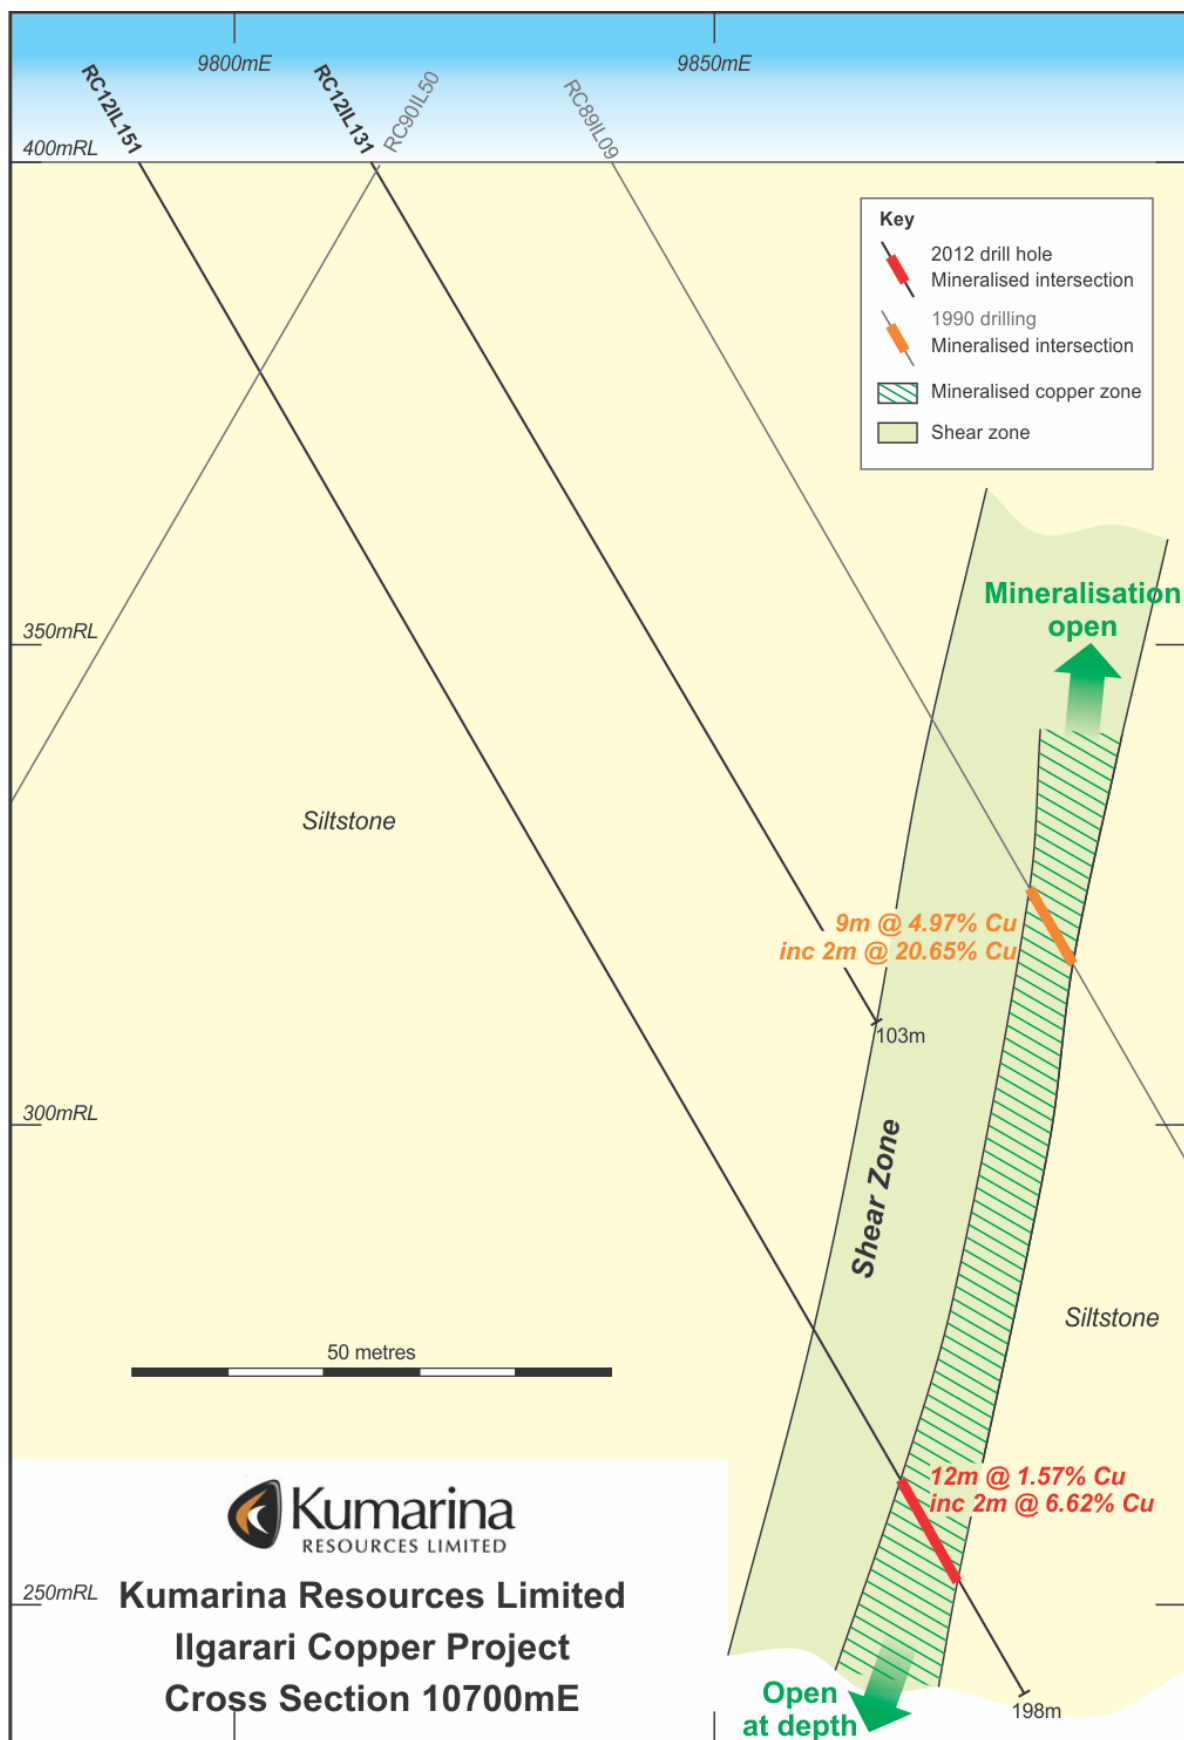 9800mE
9850mE
RC12IL151
RC12IL131
RC90IL50
RC89IL09
400mRL
Key
2012 drill hole
Mineralised intersection
1990 drilling
Mineralised intersection
Mineralised copper zone
Shear zone
Mineralisation
open
350mRL
Siltstone
9m @ 4.97% Cu
inc 2m @ 20.65% Cu
103m
300mRL
Shear Zone
Siltstone
50 metres
12m @ 1.57% Cu
inc 2m @ 6.62% Cu
Kumarina
RESOURCES LIMITED
250mRL
Kumarina Resources Limited
Ilgarari Copper Project
Cross Section 10700mE
Open
at depth
198m